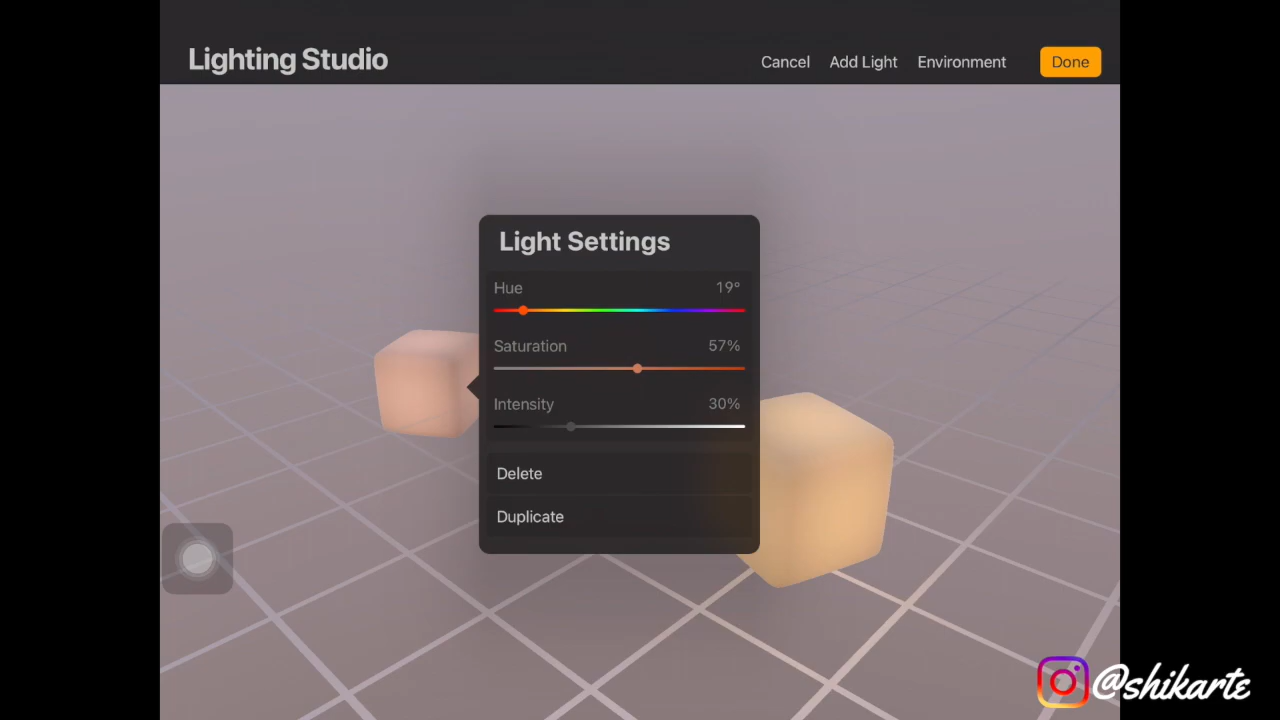 Lighting Studio
Cancel Add Light Environment Done
Light Settings
Hue 19°
Saturation 57%
Intensity 30%
Delete
Duplicate
@shikarte